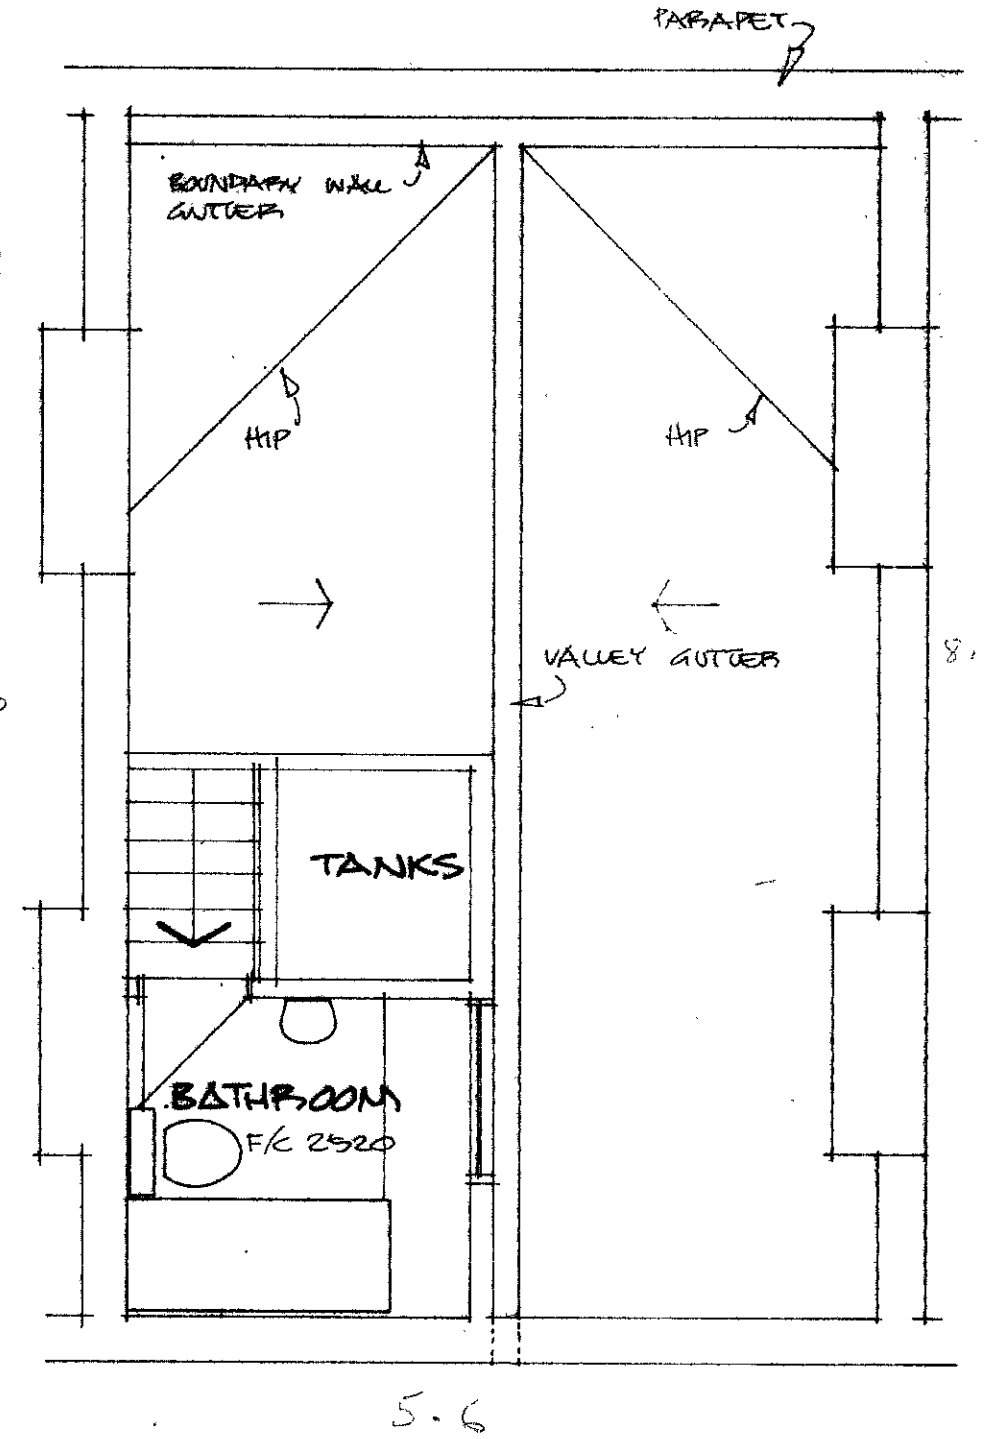 PARAPET
BOUNDARY WALL
GUTTER
HIP
HIP
VALLEY GUTTER
8.
TANKS
BATHROOM
F/C 2520
5.6